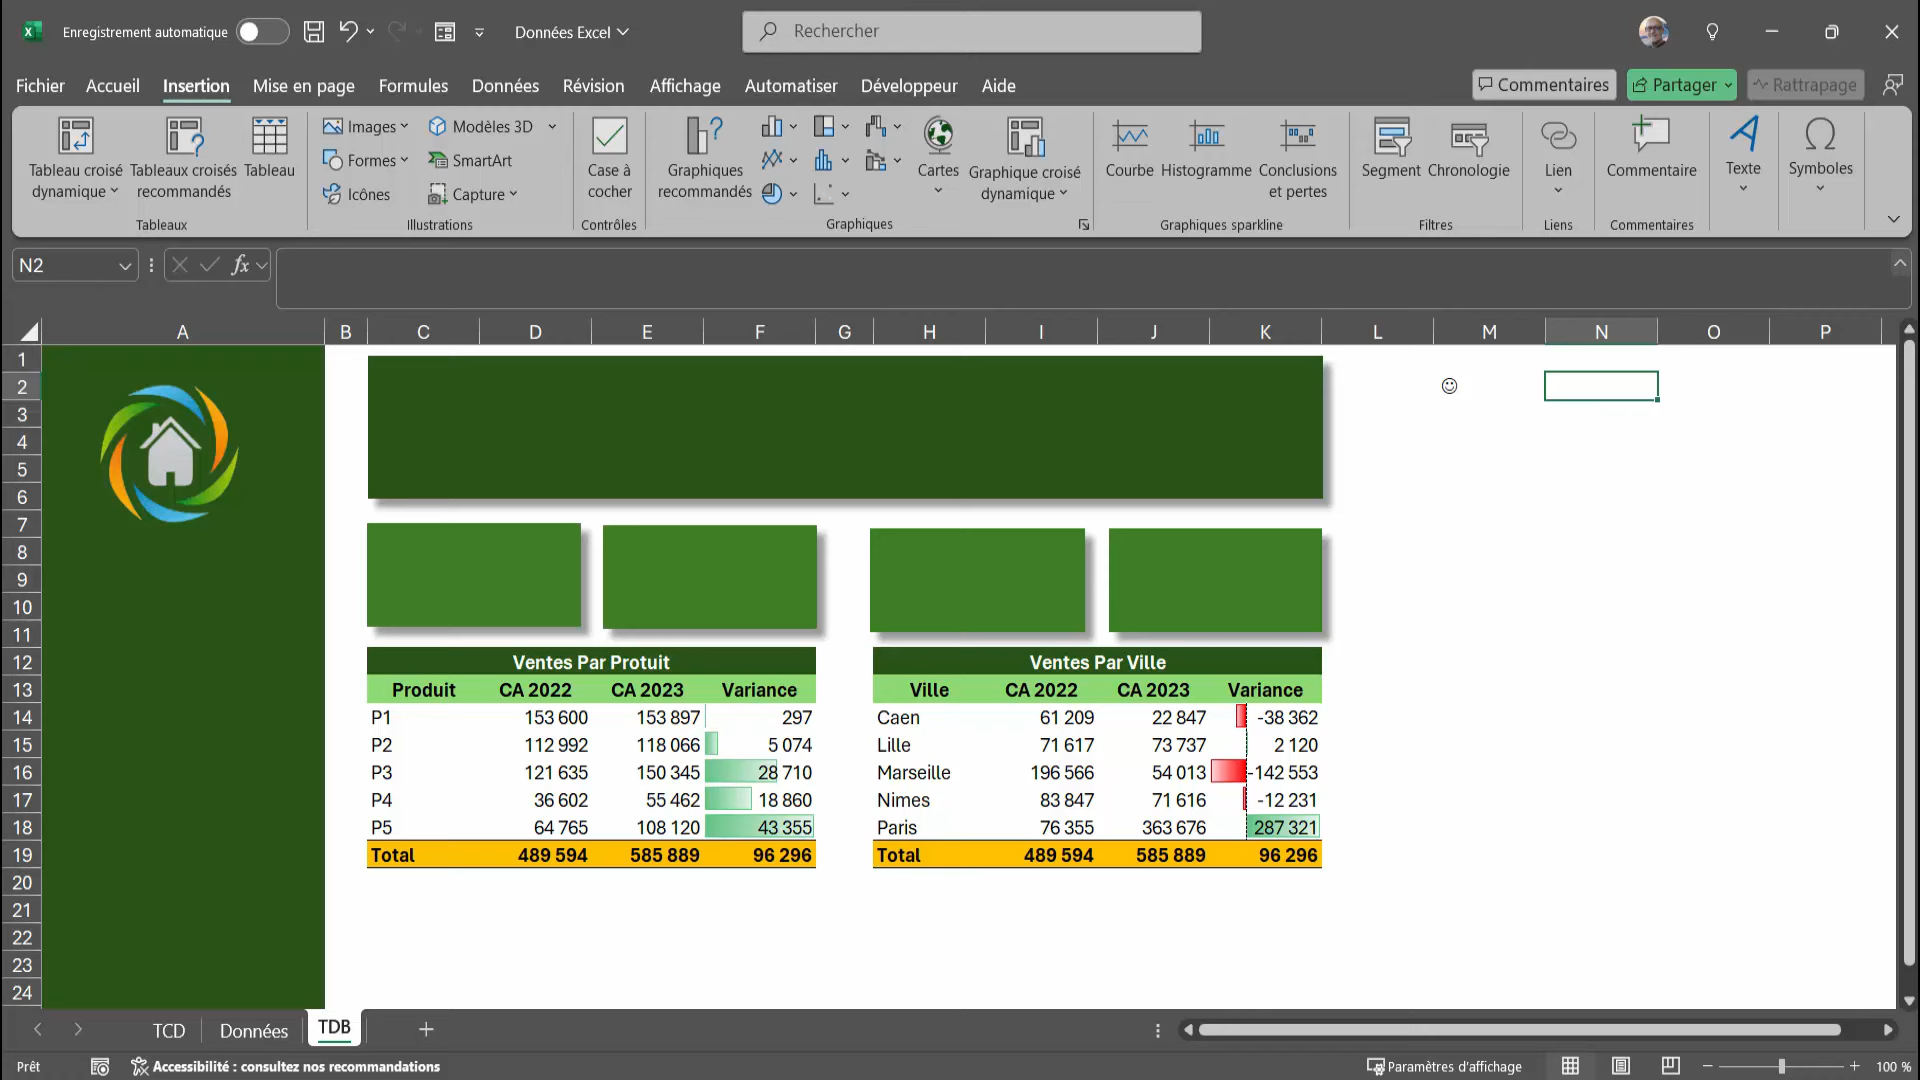 Enregistrement automatique
Données Excel
Rechercher
Fichier Accueil Insertion Mise en page Formules Données Révision Affichage Automatiser Développeur Aide
Commentaires Partager Rattrapage
Tableau croisé dynamique
Tableaux croisés recommandés
Tableau
Tableaux
Images
Formes
Icônes
Modèles 3D
SmartArt
Capture
Illustrations
Case à cocher
Contrôles
Graphiques recommandés
Cartes
Graphique croisé dynamique
Graphiques
Courbe
Histogramme
Conclusions et pertes
Graphiques sparkline
Segment
Chronologie
Filtres
Lien
Liens
Commentaire
Commentaires
Texte
Symboles
N2
fx
A B C D E F G H I J K L M N O P
1
2
3
4
5
6
7
8
9
10
11
12 Ventes Par Protuit Ventes Par Ville
13 Produit CA 2022 CA 2023 Variance Ville CA 2022 CA 2023 Variance
14 P1 153 600 153 897 297 Caen 61 209 22 847 -38 362
15 P2 112 992 118 066 5 074 Lille 71 617 73 737 2 120
16 P3 121 635 150 345 28 710 Marseille 196 566 54 013 -142 553
17 P4 36 602 55 462 18 860 Nimes 83 847 71 616 -12 231
18 P5 64 765 108 120 43 355 Paris 76 355 363 676 287 321
19 Total 489 594 585 889 96 296 Total 489 594 585 889 96 296
20
21
22
23
24
TCD Données TDB
Prêt
Accessibilité : consultez nos recommandations
Paramètres d'affichage
100 %